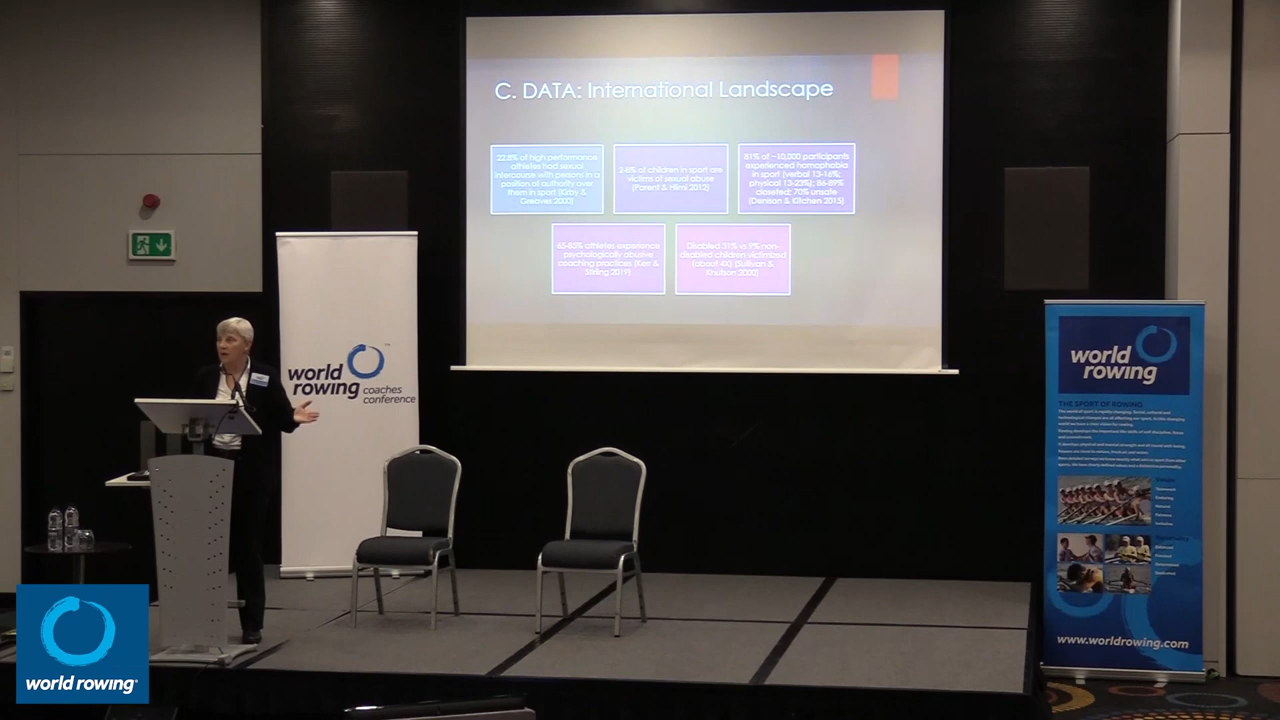 C. DATA: International Landscape
22.8% of high performance
athletes had sexual
intercourse with persons in a
position of authority over
them in sport (Kirby &
Greaves 2000)
2-8% of children in sport are
victims of sexual abuse
(Parent & Hlimi 2012)
81% of ~10,000 participants
experienced homophobia
in sport (verbal 13-16%;
physical 13-23%); 86-89%
closeted; 70% unsafe
(Denison & Kitchen 2015)
65-85% athletes experience
psychologically abusive
coaching practices (Kerr &
Stirling 2019)
Disabled 31% vs 9% non-
disabled children victimized
(about 4X) (Sullivan &
Knutson 2000)
world
rowing coaches
conference
world
rowing
THE SPORT OF ROWING
www.worldrowing.com
world rowing